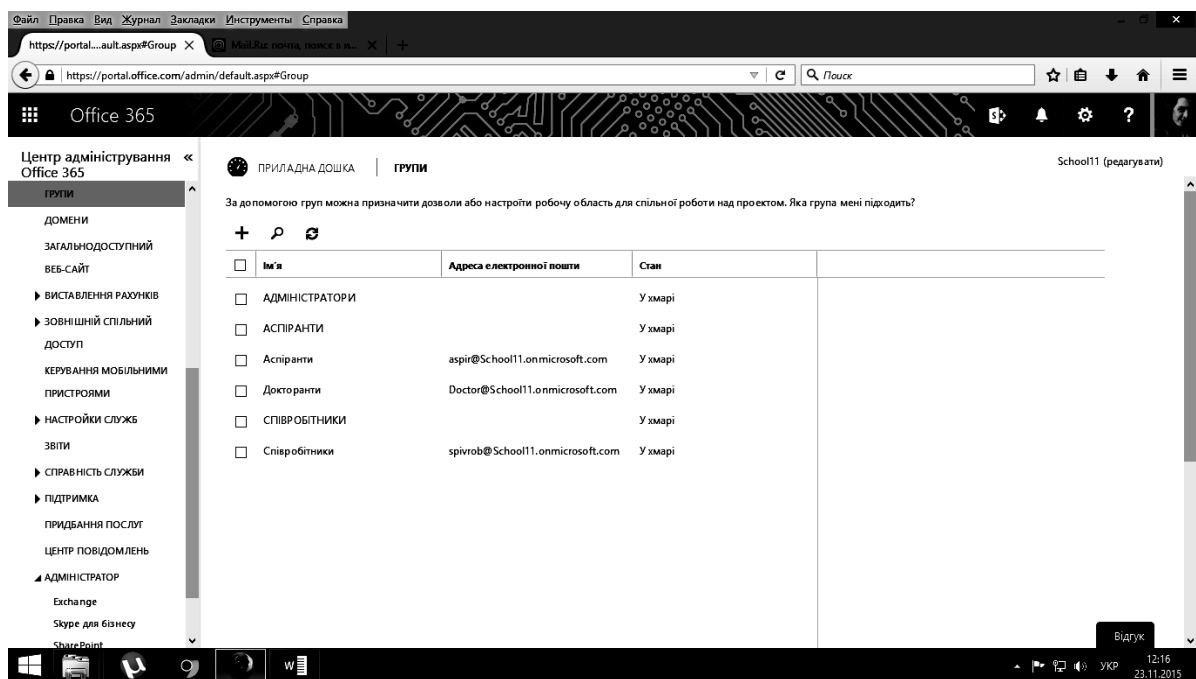 Файл Правка Вид Журнал Закладки Инструменты Справка
https://portal....ault.aspx#Group
Mail.Ru: почта, поиск в и...
https://portal.office.com/admin/default.aspx#Group
Поиск
Office 365
Центр адміністрування
Office 365
ГРУПИ
ДОМЕНИ
ЗАГАЛЬНОДОСТУПНИЙ
ВЕБ-САЙТ
ВИСТАВЛЕННЯ РАХУНКІВ
ЗОВНІШНІЙ СПІЛЬНИЙ
ДОСТУП
КЕРУВАННЯ МОБІЛЬНИМИ
ПРИСТРОЯМИ
НАСТРОЙКИ СЛУЖБ
ЗВІТИ
СПРАВНІСТЬ СЛУЖБИ
ПІДТРИМКА
ПРИДБАННЯ ПОСЛУГ
ЦЕНТР ПОВІДОМЛЕНЬ
АДМІНІСТРАТОР
Exchange
Skype для бізнесу
SharePoint
ПРИЛАДНА ДОШКА | ГРУПИ
School11 (редагувати)
За допомогою груп можна призначити дозволи або настроїти робочу область для спільної роботи над проектом. Яка група мені підходить?
Ім'я Адреса електронної пошти Стан
АДМІНІСТРАТОРИ У хмарі
АСПІРАНТИ У хмарі
Аспіранти aspir@School11.onmicrosoft.com У хмарі
Докторанти Doctor@School11.onmicrosoft.com У хмарі
СПІВРОБІТНИКИ У хмарі
Співробітники spivrob@School11.onmicrosoft.com У хмарі
Відгук
УКР
12:16
23.11.2015